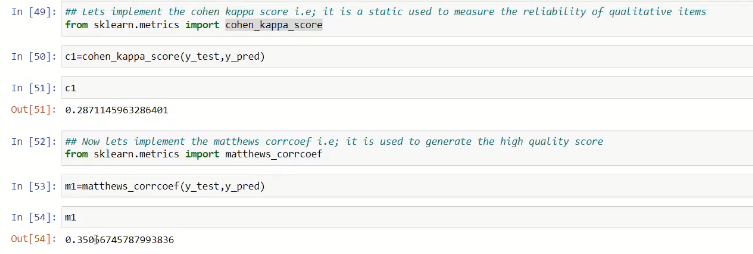 In [49]: ## Lets implement the cohen kappa score i.e; it is a static used to measure the reliability of qualitative items
from sklearn.metrics import cohen_kappa_score
In [50]: c1=cohen_kappa_score(y_test,y_pred)
In [51]: c1
Out[51]: 0.2871145963286401
In [52]: ## Now lets implement the matthews corrcoef i.e; it is used to generate the high quality score
from sklearn.metrics import matthews_corrcoef
In [53]: m1=matthews_corrcoef(y_test,y_pred)
In [54]: m1
Out[54]: 0.35066745787993836